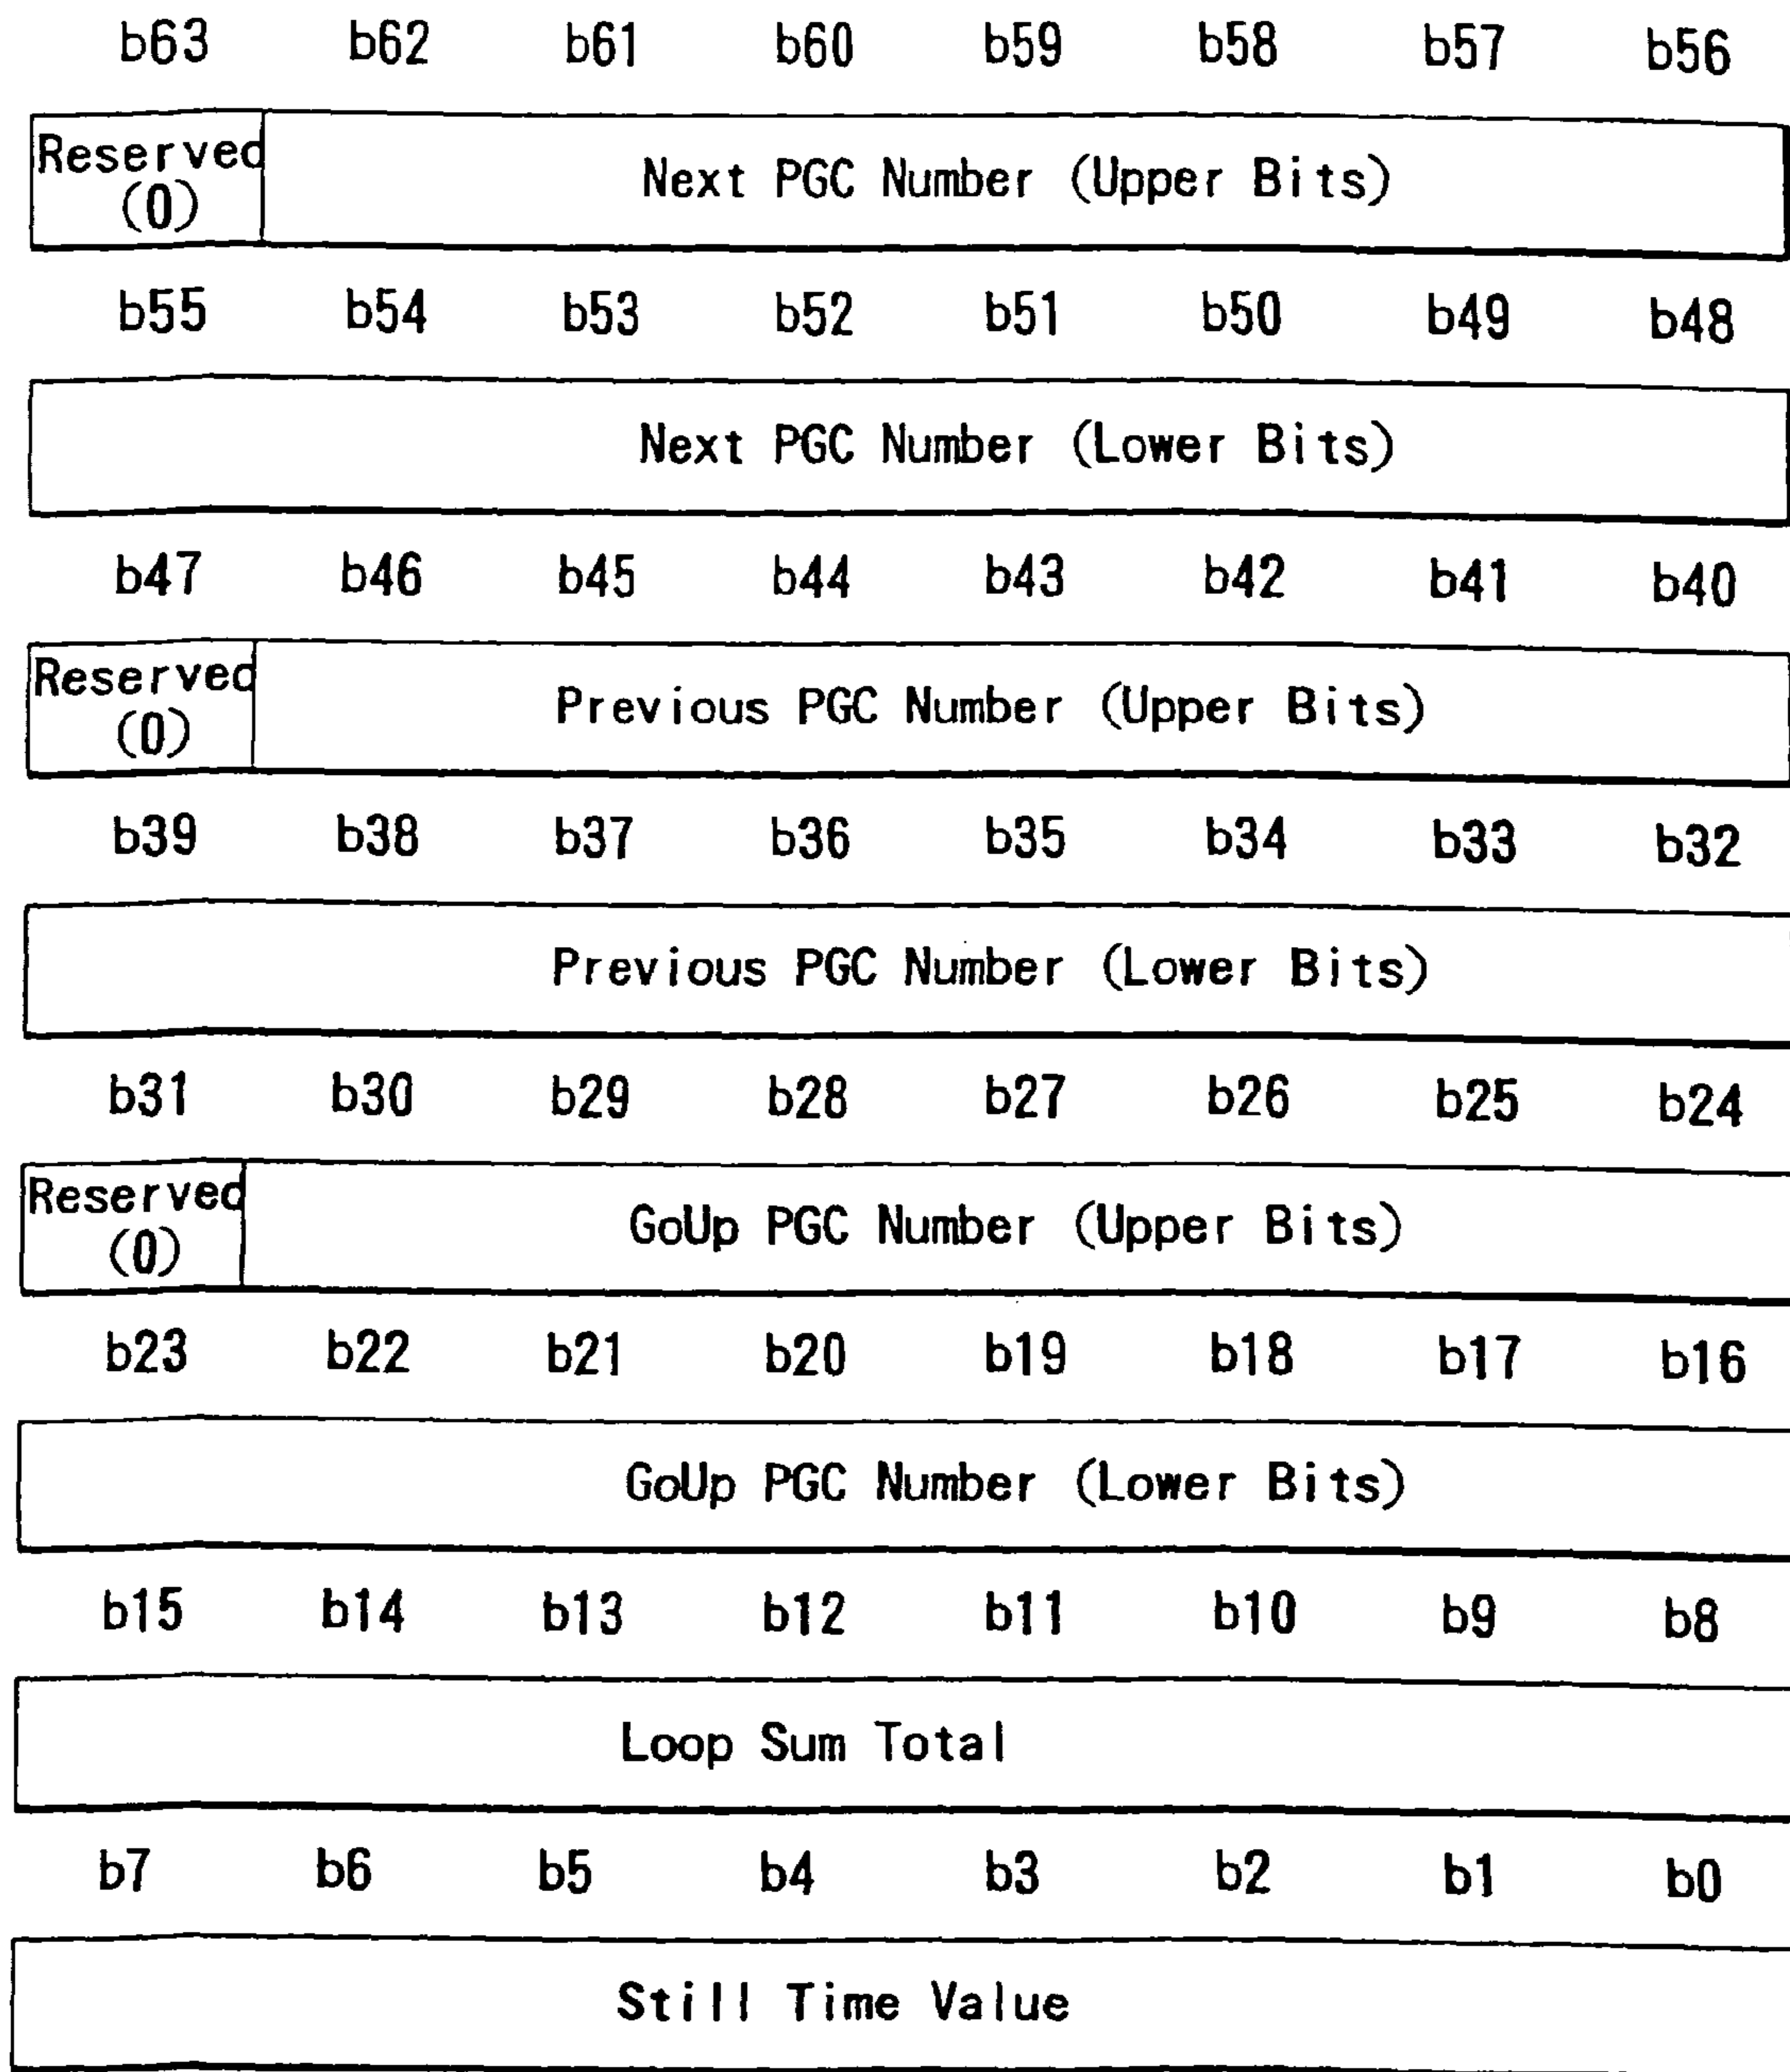 b63 b62 b61 b60 b59 b58 b57 b56
Reserved
(0)
Next PGC Number (Upper Bits)
b55 b54 b53 b52 b51 b50 b49 b48
Next PGC Number (Lower Bits)
b47 b46 b45 b44 b43 b42 b41 b40
Reserved
(0)
Previous PGC Number (Upper Bits)
b39 b38 b37 b36 b35 b34 b33 b32
Previous PGC Number (Lower Bits)
b31 b30 b29 b28 b27 b26 b25 b24
Reserved
(0)
GoUp PGC Number (Upper Bits)
b23 b22 b21 b20 b19 b18 b17 b16
GoUp PGC Number (Lower Bits)
b15 b14 b13 b12 b11 b10 b9 b8
Loop Sum Total
b7 b6 b5 b4 b3 b2 b1 b0
Still Time Value